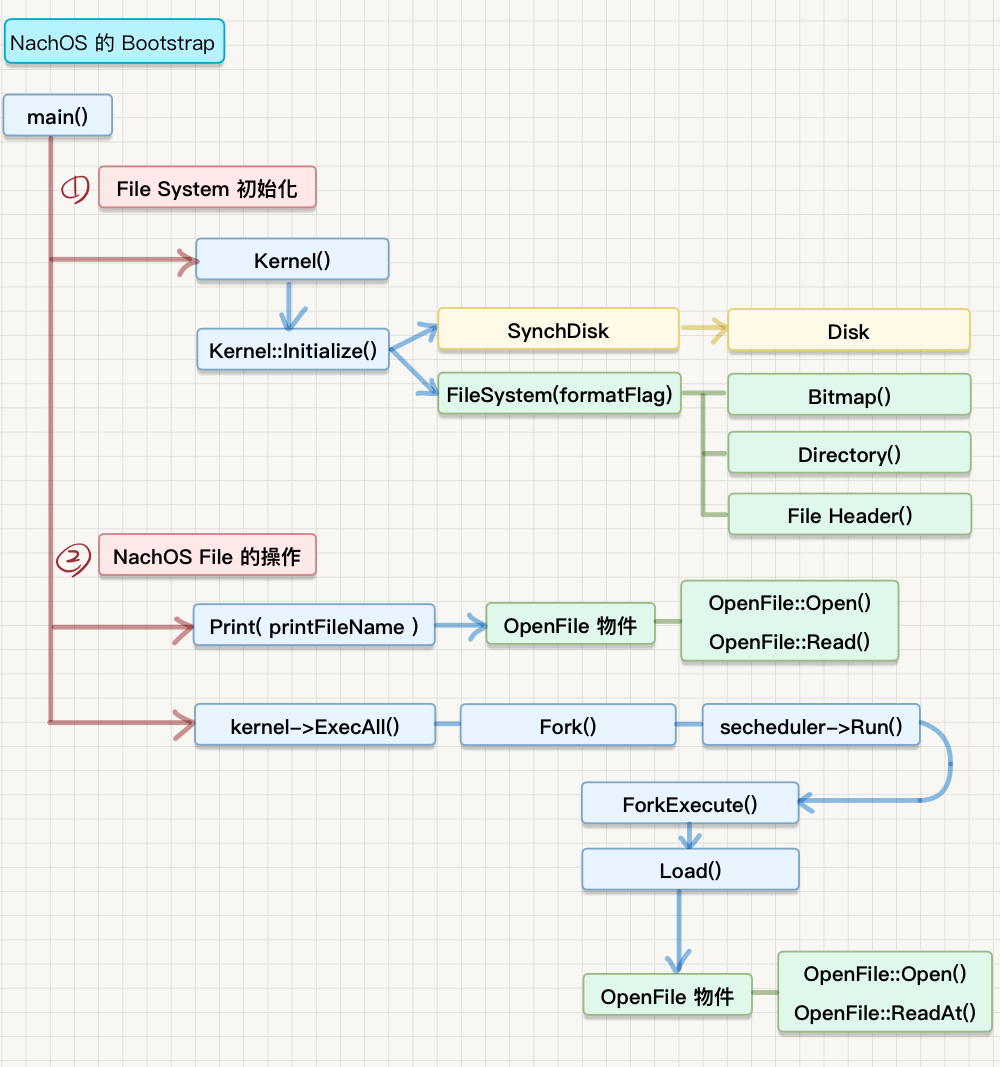 NachOS 的 Bootstrap
main()
①
File System 初始化
Kernel()
Kernel::Initialize()
SynchDisk
Disk
FileSystem(formatFlag)
Bitmap()
Directory()
File Header()
②
NachOS File 的操作
Print( printFileName )
OpenFile 物件
OpenFile::Open()
OpenFile::Read()
kernel->ExecAll()
Fork()
secheduler->Run()
ForkExecute()
Load()
OpenFile 物件
OpenFile::Open()
OpenFile::ReadAt()